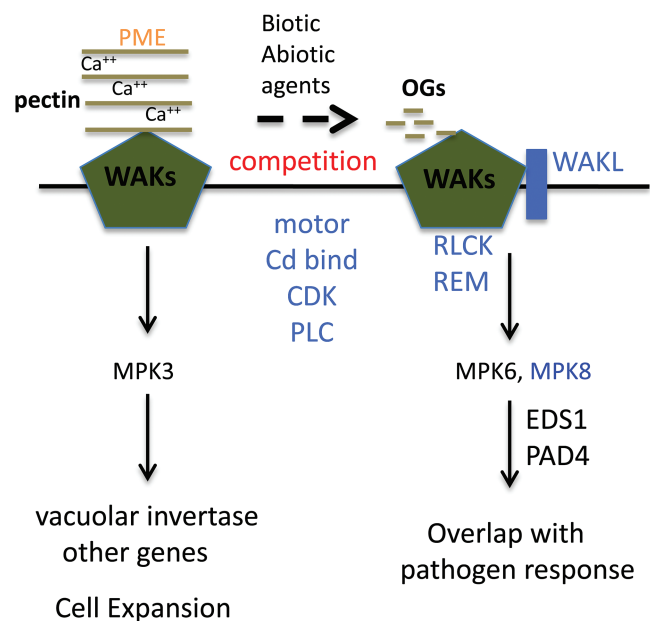 PME
Ca++
Ca++
pectin
Ca++
WAKs
Biotic
Abiotic
agents
competition
OGs
WAKs
WAKL
motor
Cd bind
CDK
PLC
RLCK
REM
MPK3
MPK6, MPK8
EDS1
PAD4
vacuolar invertase
other genes
Cell Expansion
Overlap with
pathogen response